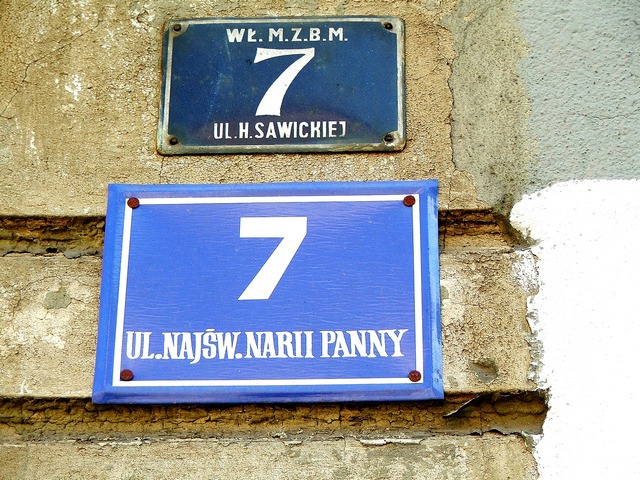 WŁ. M.Z.B.M.
7
UL.H.SAWICKIEJ
7
UL.NAJŚW.NARII PANNY